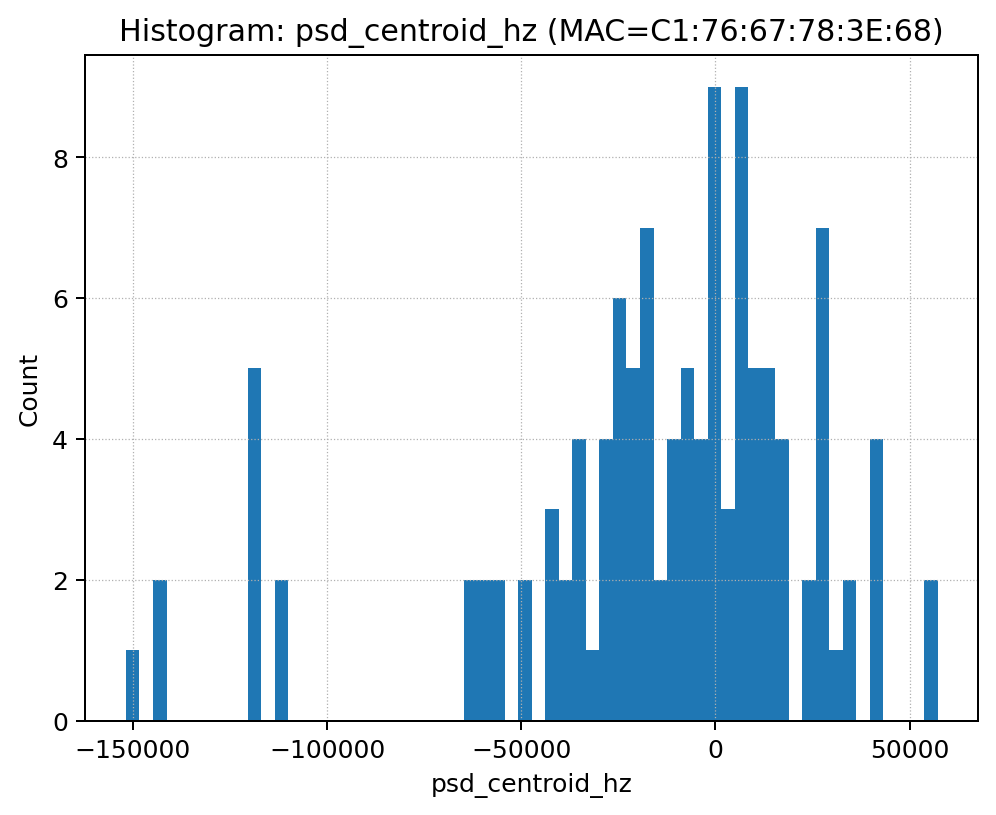 Histogram: psd_centroid_hz (MAC=C1:76:67:78:3E:68)
8
6
4
2
0
Count
−150000 −100000 −50000 0 50000
psd_centroid_hz